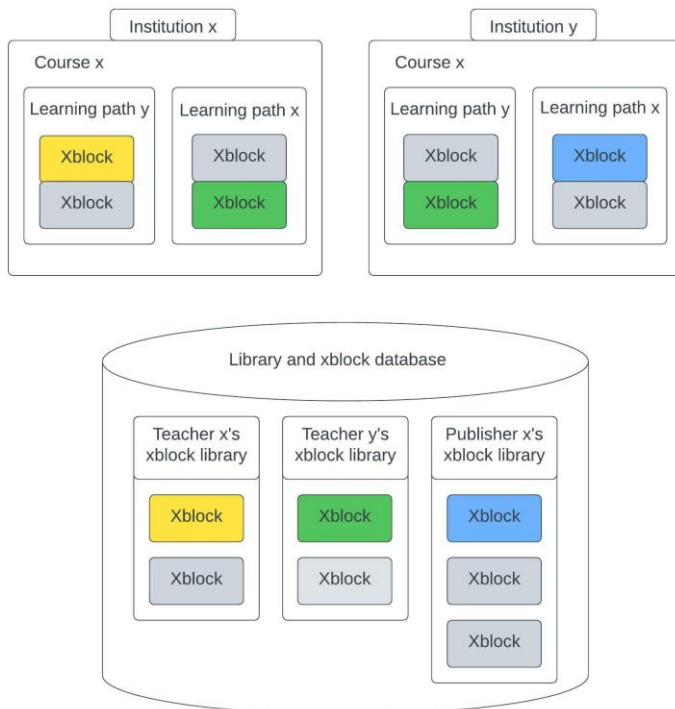 Institution x
Course x
Learning path y
Xblock
Xblock
Learning path x
Xblock
Xblock
Institution y
Course x
Learning path y
Xblock
Xblock
Learning path x
Xblock
Xblock
Library and xblock database
Teacher x's
xblock library
Xblock
Xblock
Teacher y's
xblock library
Xblock
Xblock
Publisher x's
xblock library
Xblock
Xblock
Xblock